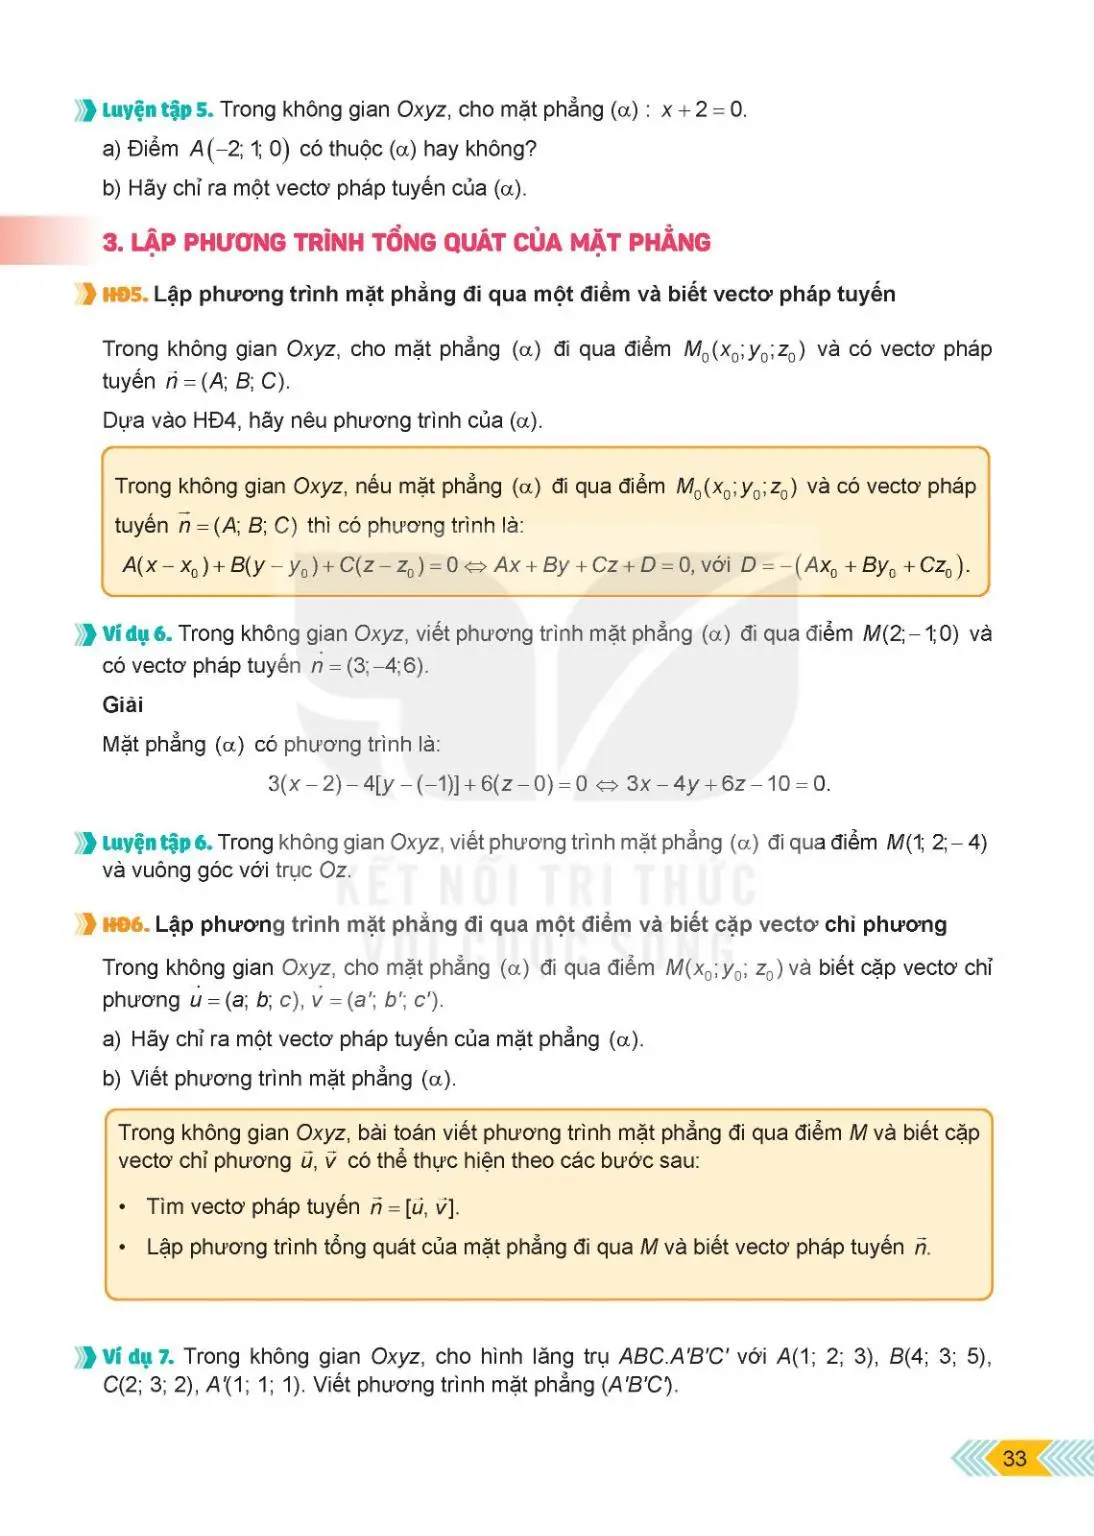 Luyện tập 5. Trong không gian Oxyz, cho mặt phẳng (α) : x + 2 = 0.
a) Điểm A(−2; 1; 0) có thuộc (α) hay không?
b) Hãy chỉ ra một vectơ pháp tuyến của (α).
3. LẬP PHƯƠNG TRÌNH TỔNG QUÁT CỦA MẶT PHẲNG
HĐ5. Lập phương trình mặt phẳng đi qua một điểm và biết vectơ pháp tuyến
Trong không gian Oxyz, cho mặt phẳng (α) đi qua điểm M₀(x₀; y₀; z₀) và có vectơ pháp
tuyến n⃗ = (A; B; C).
Dựa vào HĐ4, hãy nêu phương trình của (α).
Trong không gian Oxyz, nếu mặt phẳng (α) đi qua điểm M₀(x₀; y₀; z₀) và có vectơ pháp
tuyến n⃗ = (A; B; C) thì có phương trình là:
A(x − x₀) + B(y − y₀) + C(z − z₀) = 0 ⇔ Ax + By + Cz + D = 0, với D = −(Ax₀ + By₀ + Cz₀).
Ví dụ 6. Trong không gian Oxyz, viết phương trình mặt phẳng (α) đi qua điểm M(2; −1; 0) và
có vectơ pháp tuyến n⃗ = (3; −4; 6).
Giải
Mặt phẳng (α) có phương trình là:
3(x − 2) − 4[y − (−1)] + 6(z − 0) = 0 ⇔ 3x − 4y + 6z − 10 = 0.
Luyện tập 6. Trong không gian Oxyz, viết phương trình mặt phẳng (α) đi qua điểm M(1; 2; − 4)
và vuông góc với trục Oz.
KẾT NỐI TRI THỨC
HĐ6. Lập phương trình mặt phẳng đi qua một điểm và biết cặp vectơ chỉ phương
VỚI CUỘC SỐNG
Trong không gian Oxyz, cho mặt phẳng (α) đi qua điểm M(x₀; y₀; z₀) và biết cặp vectơ chỉ
phương u⃗ = (a; b; c), v⃗ = (a'; b'; c').
a) Hãy chỉ ra một vectơ pháp tuyến của mặt phẳng (α).
b) Viết phương trình mặt phẳng (α).
Trong không gian Oxyz, bài toán viết phương trình mặt phẳng đi qua điểm M và biết cặp
vectơ chỉ phương u⃗, v⃗ có thể thực hiện theo các bước sau:
• Tìm vectơ pháp tuyến n⃗ = [u⃗, v⃗].
• Lập phương trình tổng quát của mặt phẳng đi qua M và biết vectơ pháp tuyến n⃗.
Ví dụ 7. Trong không gian Oxyz, cho hình lăng trụ ABC.A'B'C' với A(1; 2; 3), B(4; 3; 5),
C(2; 3; 2), A'(1; 1; 1). Viết phương trình mặt phẳng (A'B'C').
33